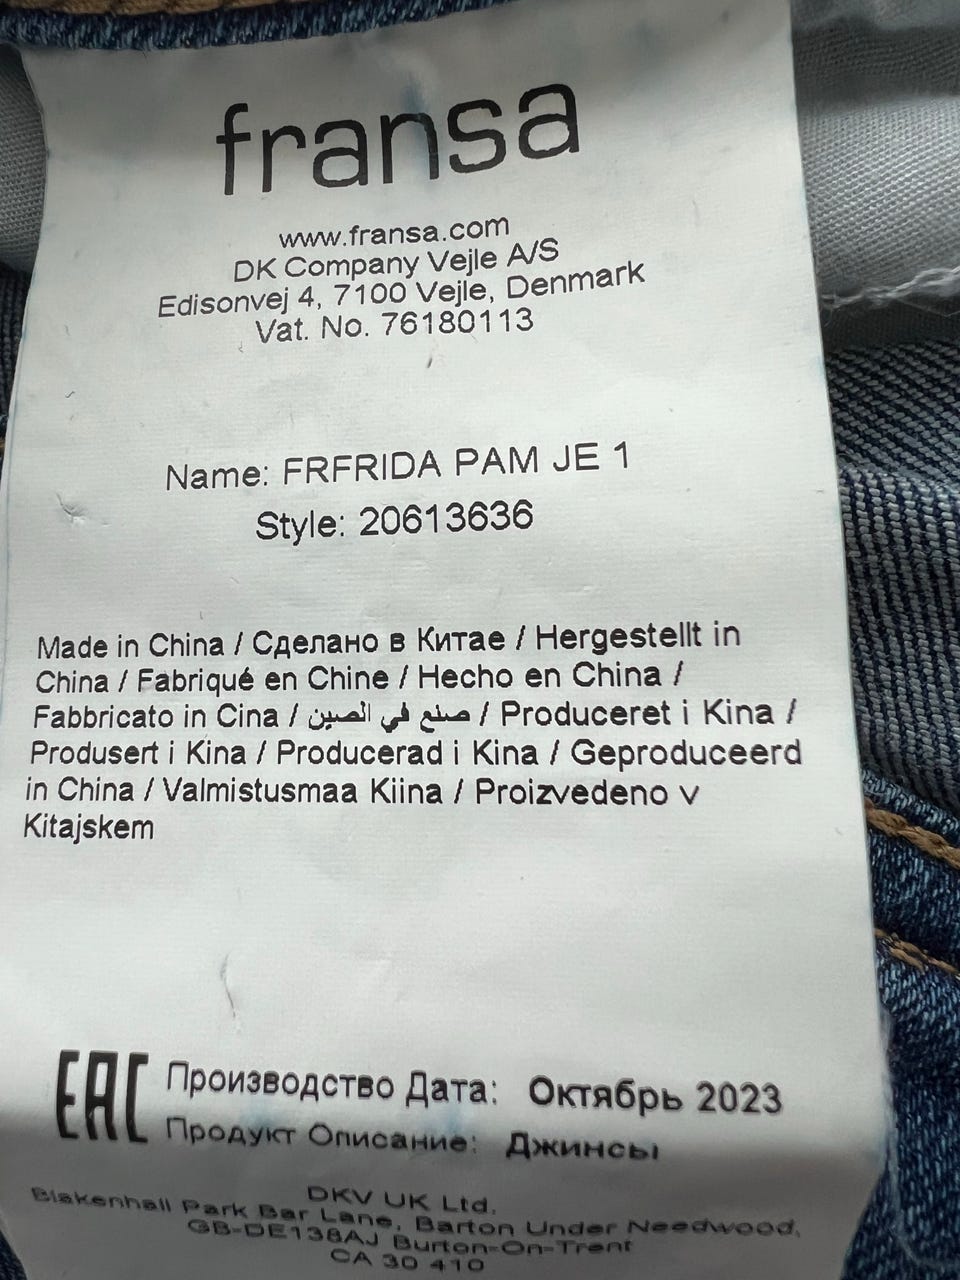 fransa
www.fransa.com
DK Company Vejle A/S
Edisonvej 4, 7100 Vejle, Denmark
Vat. No. 76180113
Name: FRFRIDA PAM JE 1
Style: 20613636
Made in China / Сделано в Китае / Hergestellt in
China / Fabriqué en Chine / Hecho en China /
Fabbricato in Cina / صنع في الصين / Produceret i Kina /
Produsert i Kina / Producerad i Kina / Geproduceerd
in China / Valmistusmaa Kiina / Proizvedeno v
Kitajskem
EAC Производство Дата: Октябрь 2023
Продукт Описание: Джинсы
DKV UK Ltd.
Blakenhall Park Bar Lane, Barton Under Needwood,
GB-DE138AJ Burton-On-Trent
CA 30 410